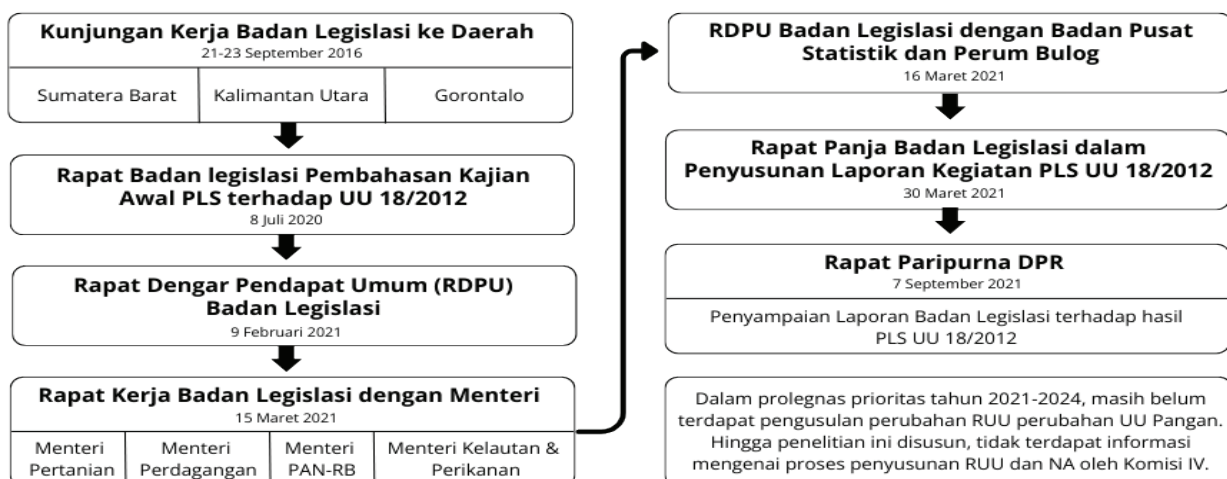 Kunjungan Kerja Badan Legislasi ke Daerah
21-23 September 2016
Sumatera Barat
Kalimantan Utara
Gorontalo
Rapat Badan legislasi Pembahasan Kajian
Awal PLS terhadap UU 18/2012
8 Juli 2020
Rapat Dengar Pendapat Umum (RDPU)
Badan Legislasi
9 Februari 2021
Rapat Kerja Badan Legislasi dengan Menteri
15 Maret 2021
Menteri
Pertanian
Menteri
Perdagangan
Menteri
PAN-RB
Menteri Kelautan &
Perikanan
RDPU Badan Legislasi dengan Badan Pusat
Statistik dan Perum Bulog
16 Maret 2021
Rapat Panja Badan Legislasi dalam
Penyusunan Laporan Kegiatan PLS UU 18/2012
30 Maret 2021
Rapat Paripurna DPR
7 September 2021
Penyampaian Laporan Badan Legislasi terhadap hasil
PLS UU 18/2012
Dalam prolegnas prioritas tahun 2021-2024, masih belum
terdapat pengusulan perubahan RUU perubahan UU Pangan.
Hingga penelitian ini disusun, tidak terdapat informasi
mengenai proses penyusunan RUU dan NA oleh Komisi IV.